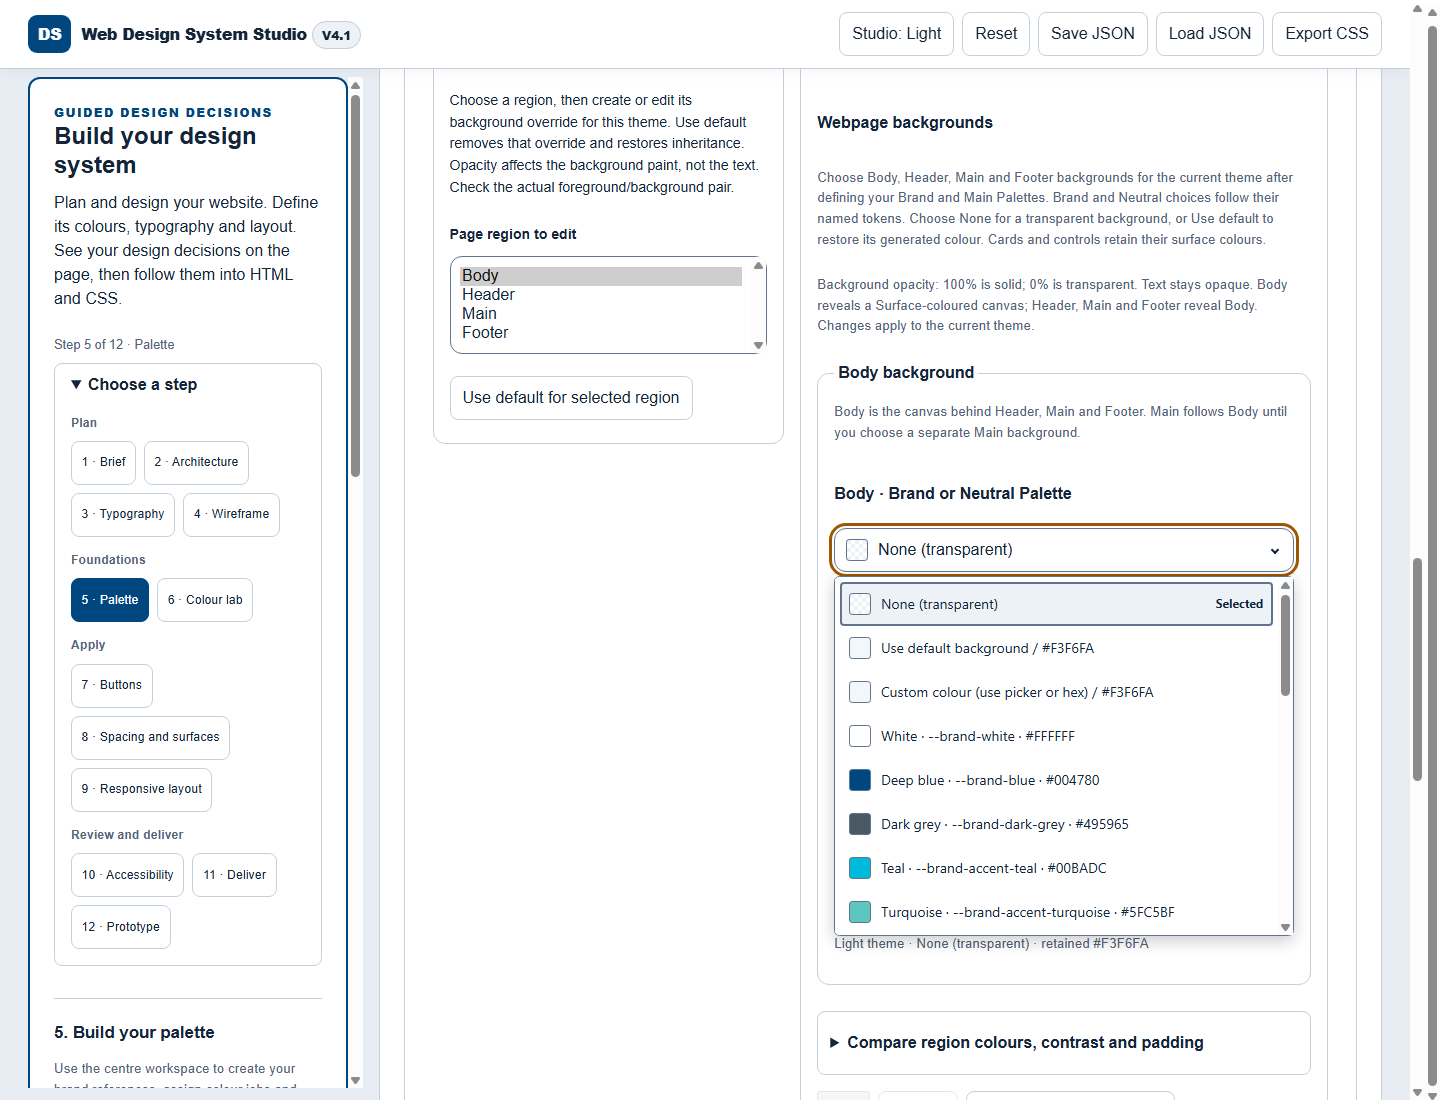 DS Web Design System Studio V4.1
Studio: Light
Reset
Save JSON
Load JSON
Export CSS
GUIDED DESIGN DECISIONS
Build your design
system
Plan and design your website. Define
its colours, typography and layout.
See your design decisions on the
page, then follow them into HTML
and CSS.
Step 5 of 12 · Palette
▼ Choose a step
Plan
1 · Brief
2 · Architecture
3 · Typography
4 · Wireframe
Foundations
5 · Palette
6 · Colour lab
Apply
7 · Buttons
8 · Spacing and surfaces
9 · Responsive layout
Review and deliver
10 · Accessibility
11 · Deliver
12 · Prototype
5. Build your palette
Use the centre workspace to create your
Choose a region, then create or edit its
background override for this theme. Use default
removes that override and restores inheritance.
Opacity affects the background paint, not the text.
Check the actual foreground/background pair.
Page region to edit
Body
Header
Main
Footer
Use default for selected region
Webpage backgrounds
Choose Body, Header, Main and Footer backgrounds for the current theme after
defining your Brand and Main Palettes. Brand and Neutral choices follow their
named tokens. Choose None for a transparent background, or Use default to
restore its generated colour. Cards and controls retain their surface colours.
Background opacity: 100% is solid; 0% is transparent. Text stays opaque. Body
reveals a Surface-coloured canvas; Header, Main and Footer reveal Body.
Changes apply to the current theme.
Body background
Body is the canvas behind Header, Main and Footer. Main follows Body until
you choose a separate Main background.
Body · Brand or Neutral Palette
None (transparent)
None (transparent) Selected
Use default background / #F3F6FA
Custom colour (use picker or hex) / #F3F6FA
White · --brand-white · #FFFFFF
Deep blue · --brand-blue · #004780
Dark grey · --brand-dark-grey · #495965
Teal · --brand-accent-teal · #00BADC
Turquoise · --brand-accent-turquoise · #5FC5BF
Light theme · None (transparent) · retained #F3F6FA
▶ Compare region colours, contrast and padding